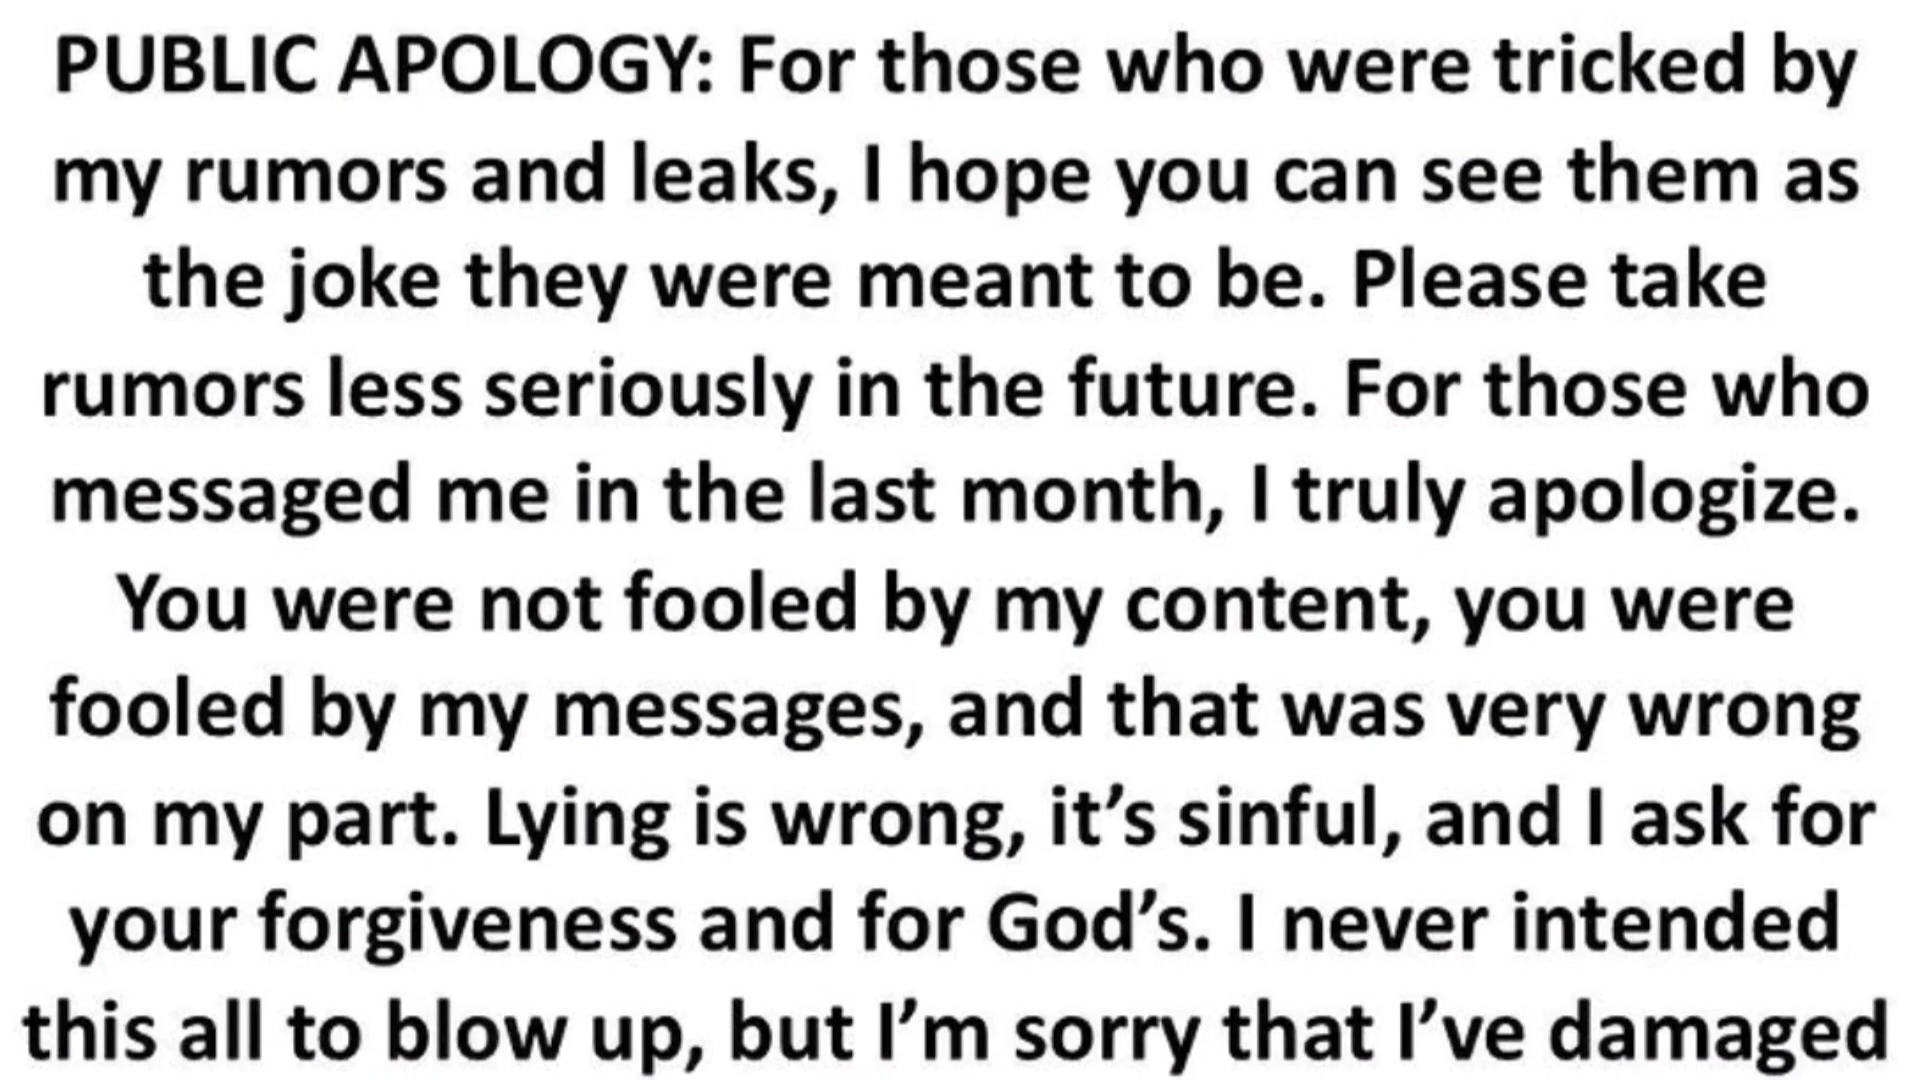 PUBLIC APOLOGY: For those who were tricked by
my rumors and leaks, I hope you can see them as
the joke they were meant to be. Please take
rumors less seriously in the future. For those who
messaged me in the last month, I truly apologize.
You were not fooled by my content, you were
fooled by my messages, and that was very wrong
on my part. Lying is wrong, it’s sinful, and I ask for
your forgiveness and for God’s. I never intended
this all to blow up, but I’m sorry that I’ve damaged